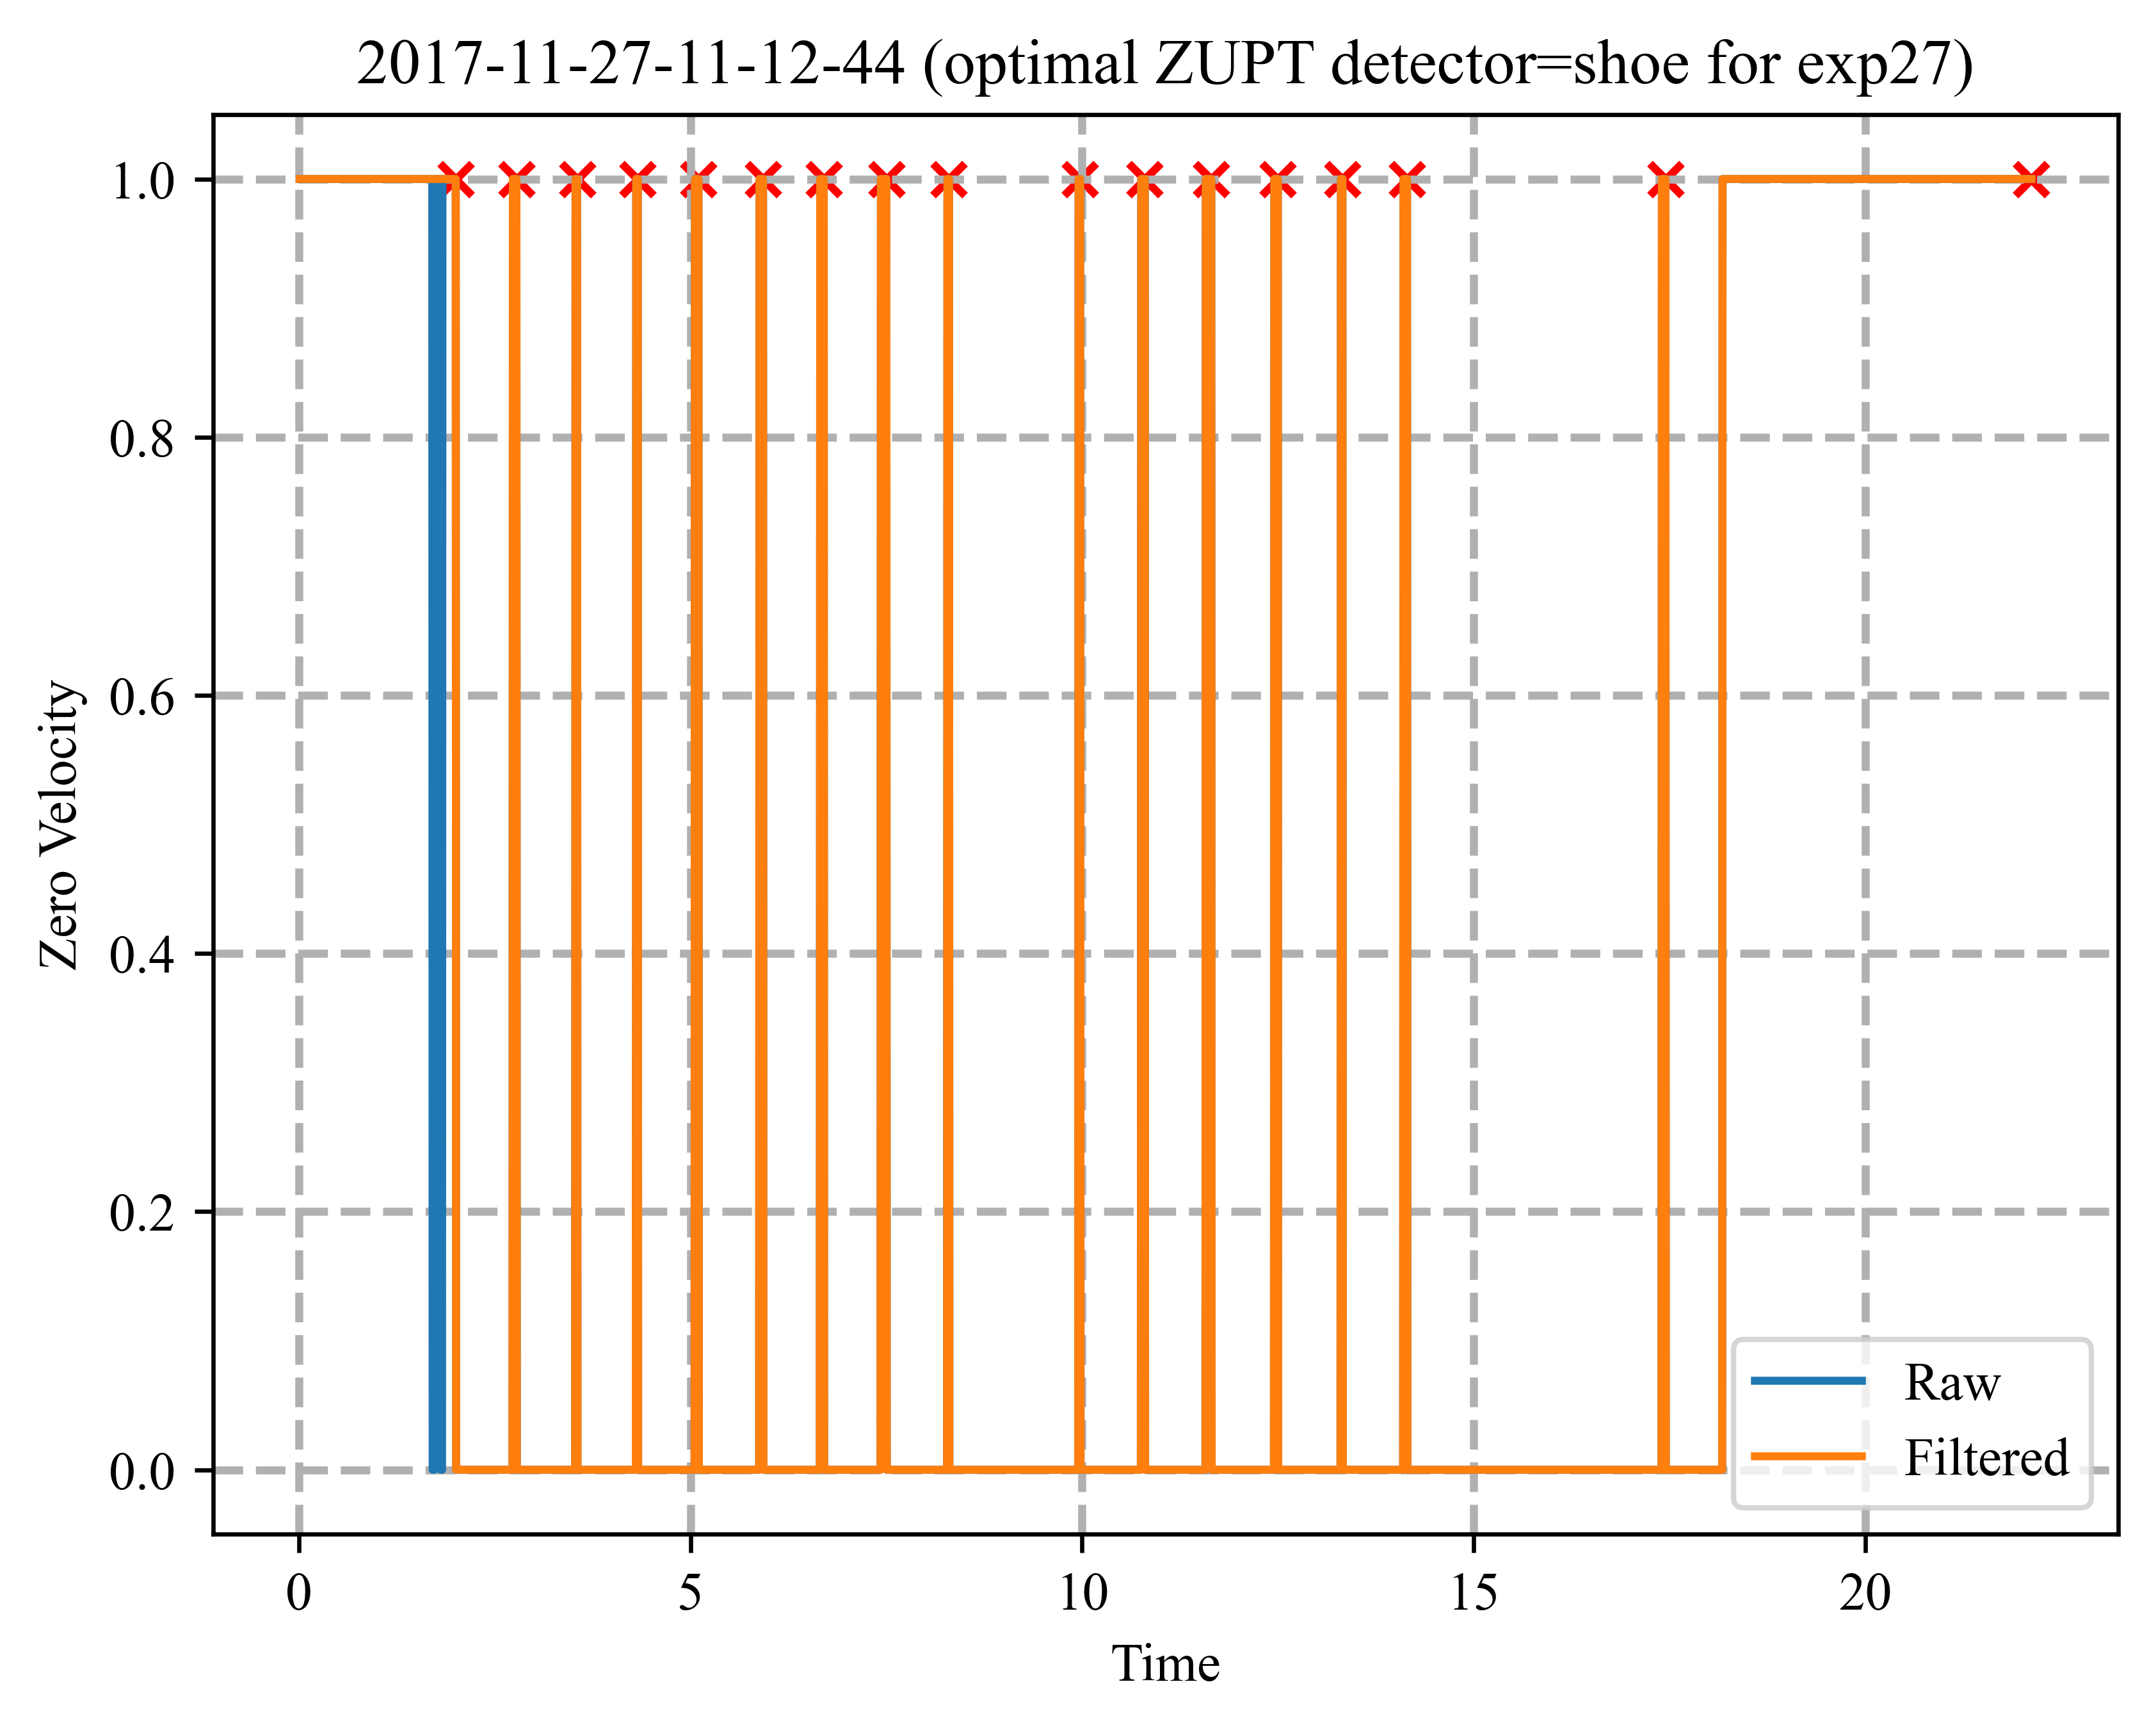 2017-11-27-11-12-44 (optimal ZUPT detector=shoe for exp27)
1.0
0.8
0.6
0.4
0.2
0.0
Zero Velocity
Raw
Filtered
0 5 10 15 20
Time